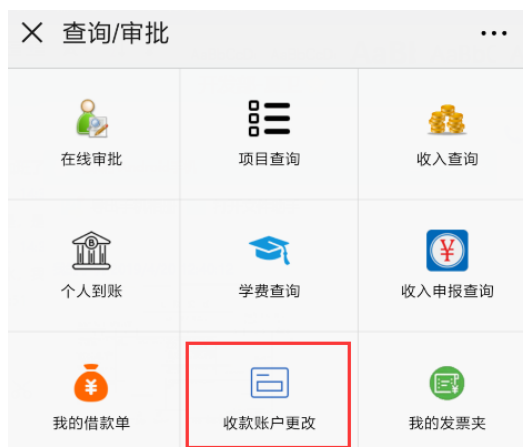 查询/审批
在线审批
项目查询
收入查询
个人到账
学费查询
收入申报查询
我的借款单
收款账户更改
我的发票夹